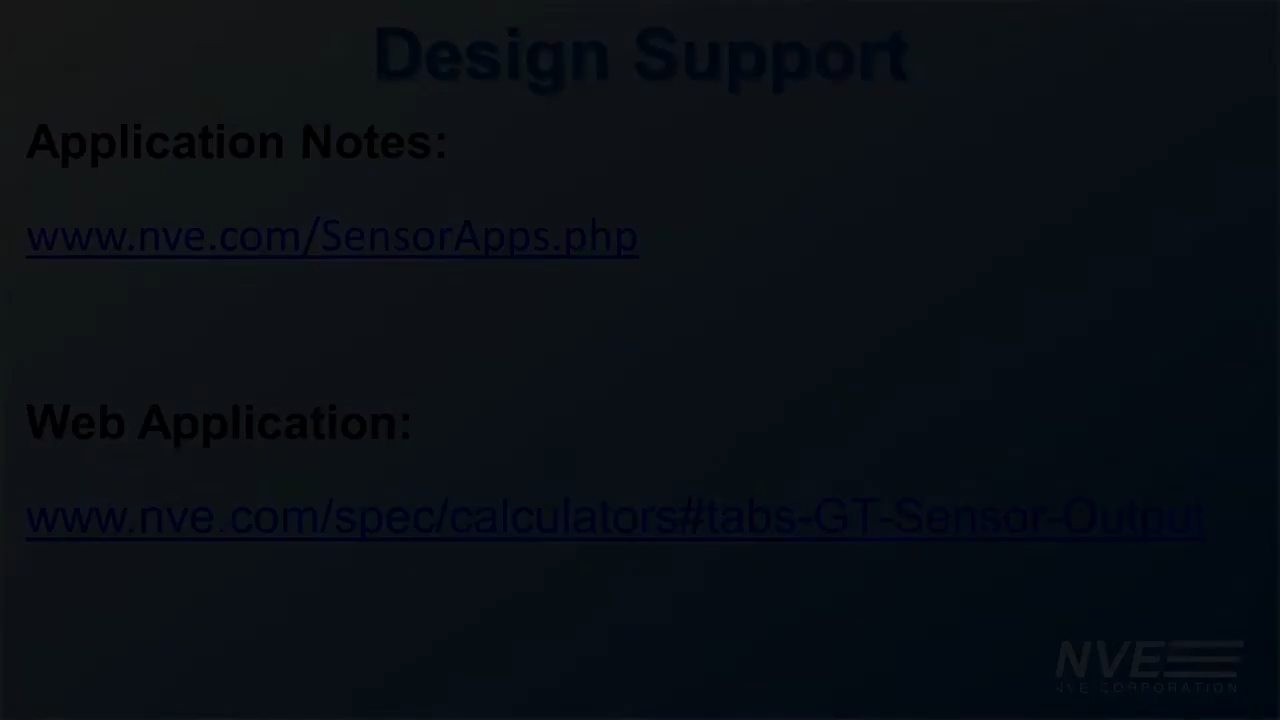 Design Support
Application Notes:
www.nve.com/SensorApps.php
Web Application:
www.nve.com/spec/calculators#tabs-GT-Sensor-Output
NVE
NVE CORPORATION